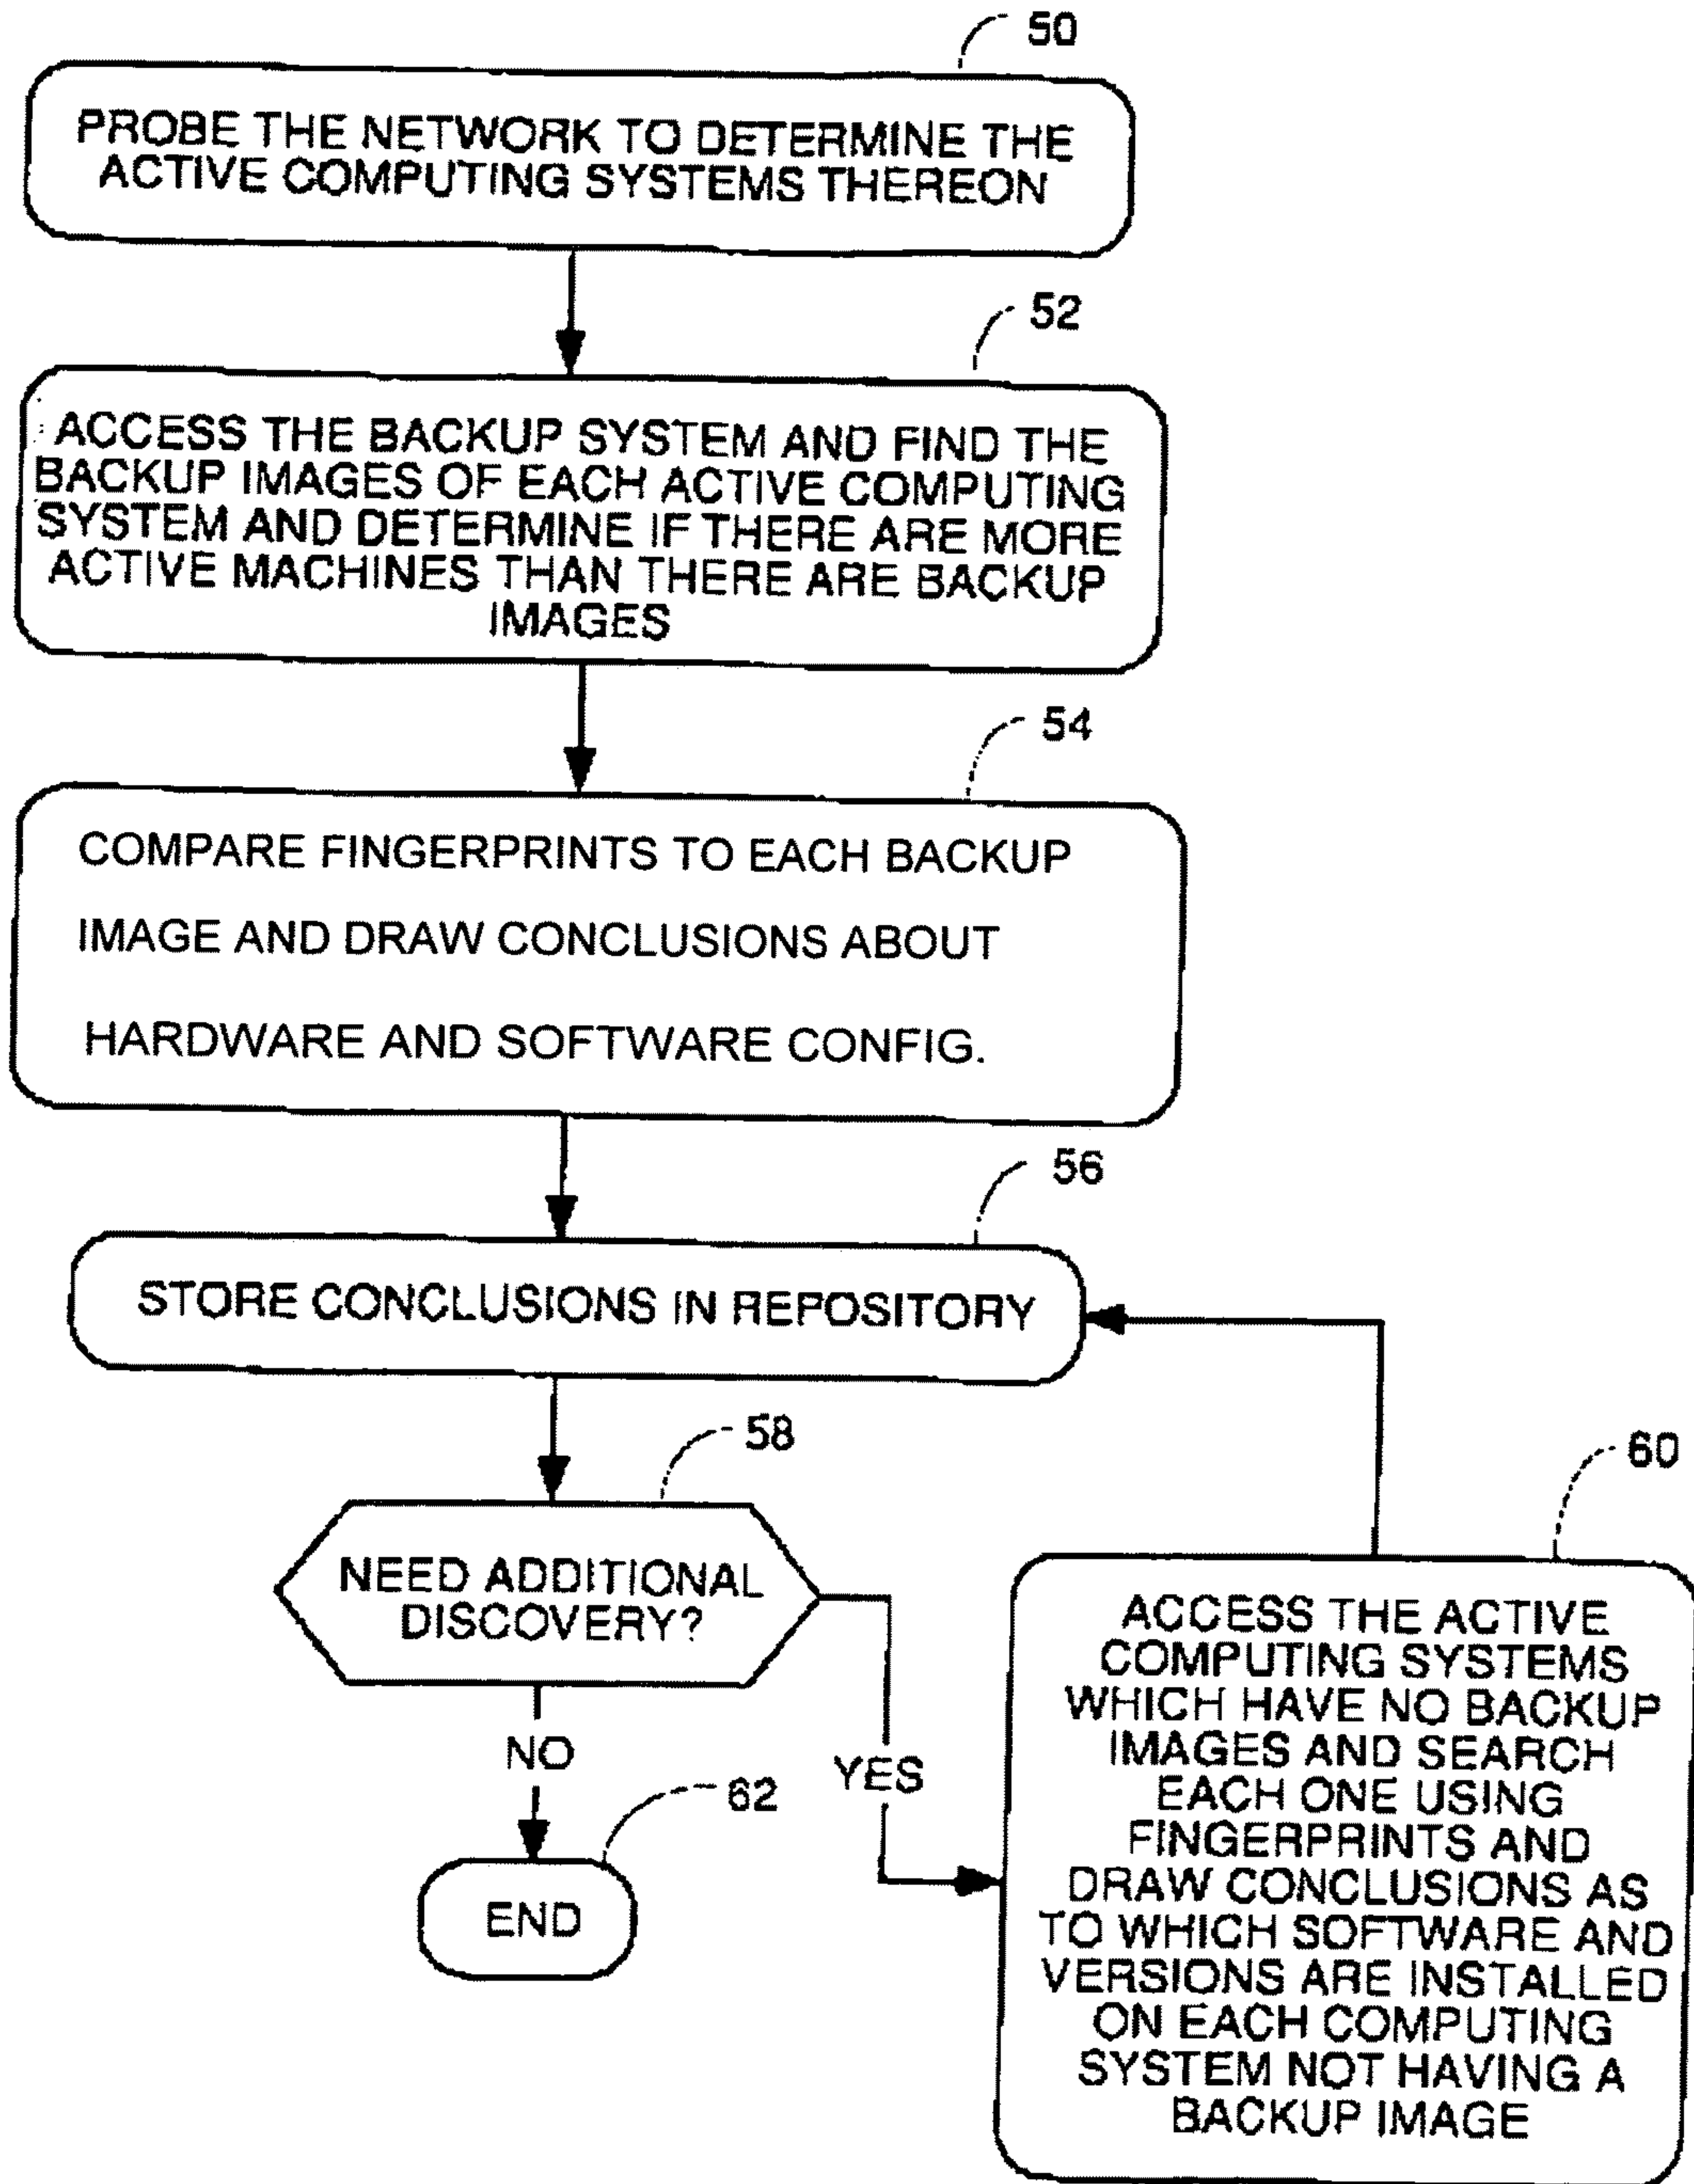 50
PROBE THE NETWORK TO DETERMINE THE
ACTIVE COMPUTING SYSTEMS THEREON
52
ACCESS THE BACKUP SYSTEM AND FIND THE
BACKUP IMAGES OF EACH ACTIVE COMPUTING
SYSTEM AND DETERMINE IF THERE ARE MORE
ACTIVE MACHINES THAN THERE ARE BACKUP
IMAGES
54
COMPARE FINGERPRINTS TO EACH BACKUP
IMAGE AND DRAW CONCLUSIONS ABOUT
HARDWARE AND SOFTWARE CONFIG.
56
STORE CONCLUSIONS IN REPOSITORY
58
NEED ADDITIONAL
DISCOVERY?
NO
YES
62
END
60
ACCESS THE ACTIVE
COMPUTING SYSTEMS
WHICH HAVE NO BACKUP
IMAGES AND SEARCH
EACH ONE USING
FINGERPRINTS AND
DRAW CONCLUSIONS AS
TO WHICH SOFTWARE AND
VERSIONS ARE INSTALLED
ON EACH COMPUTING
SYSTEM NOT HAVING A
BACKUP IMAGE